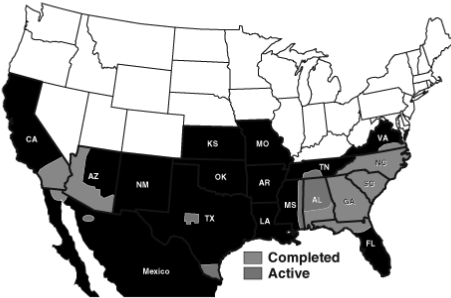 VA
CA
KS
MO
TN
NC
AZ
NM
OK
AR
SC
TX
MS
AL
GA
LA
FL
Mexico
Completed
Active